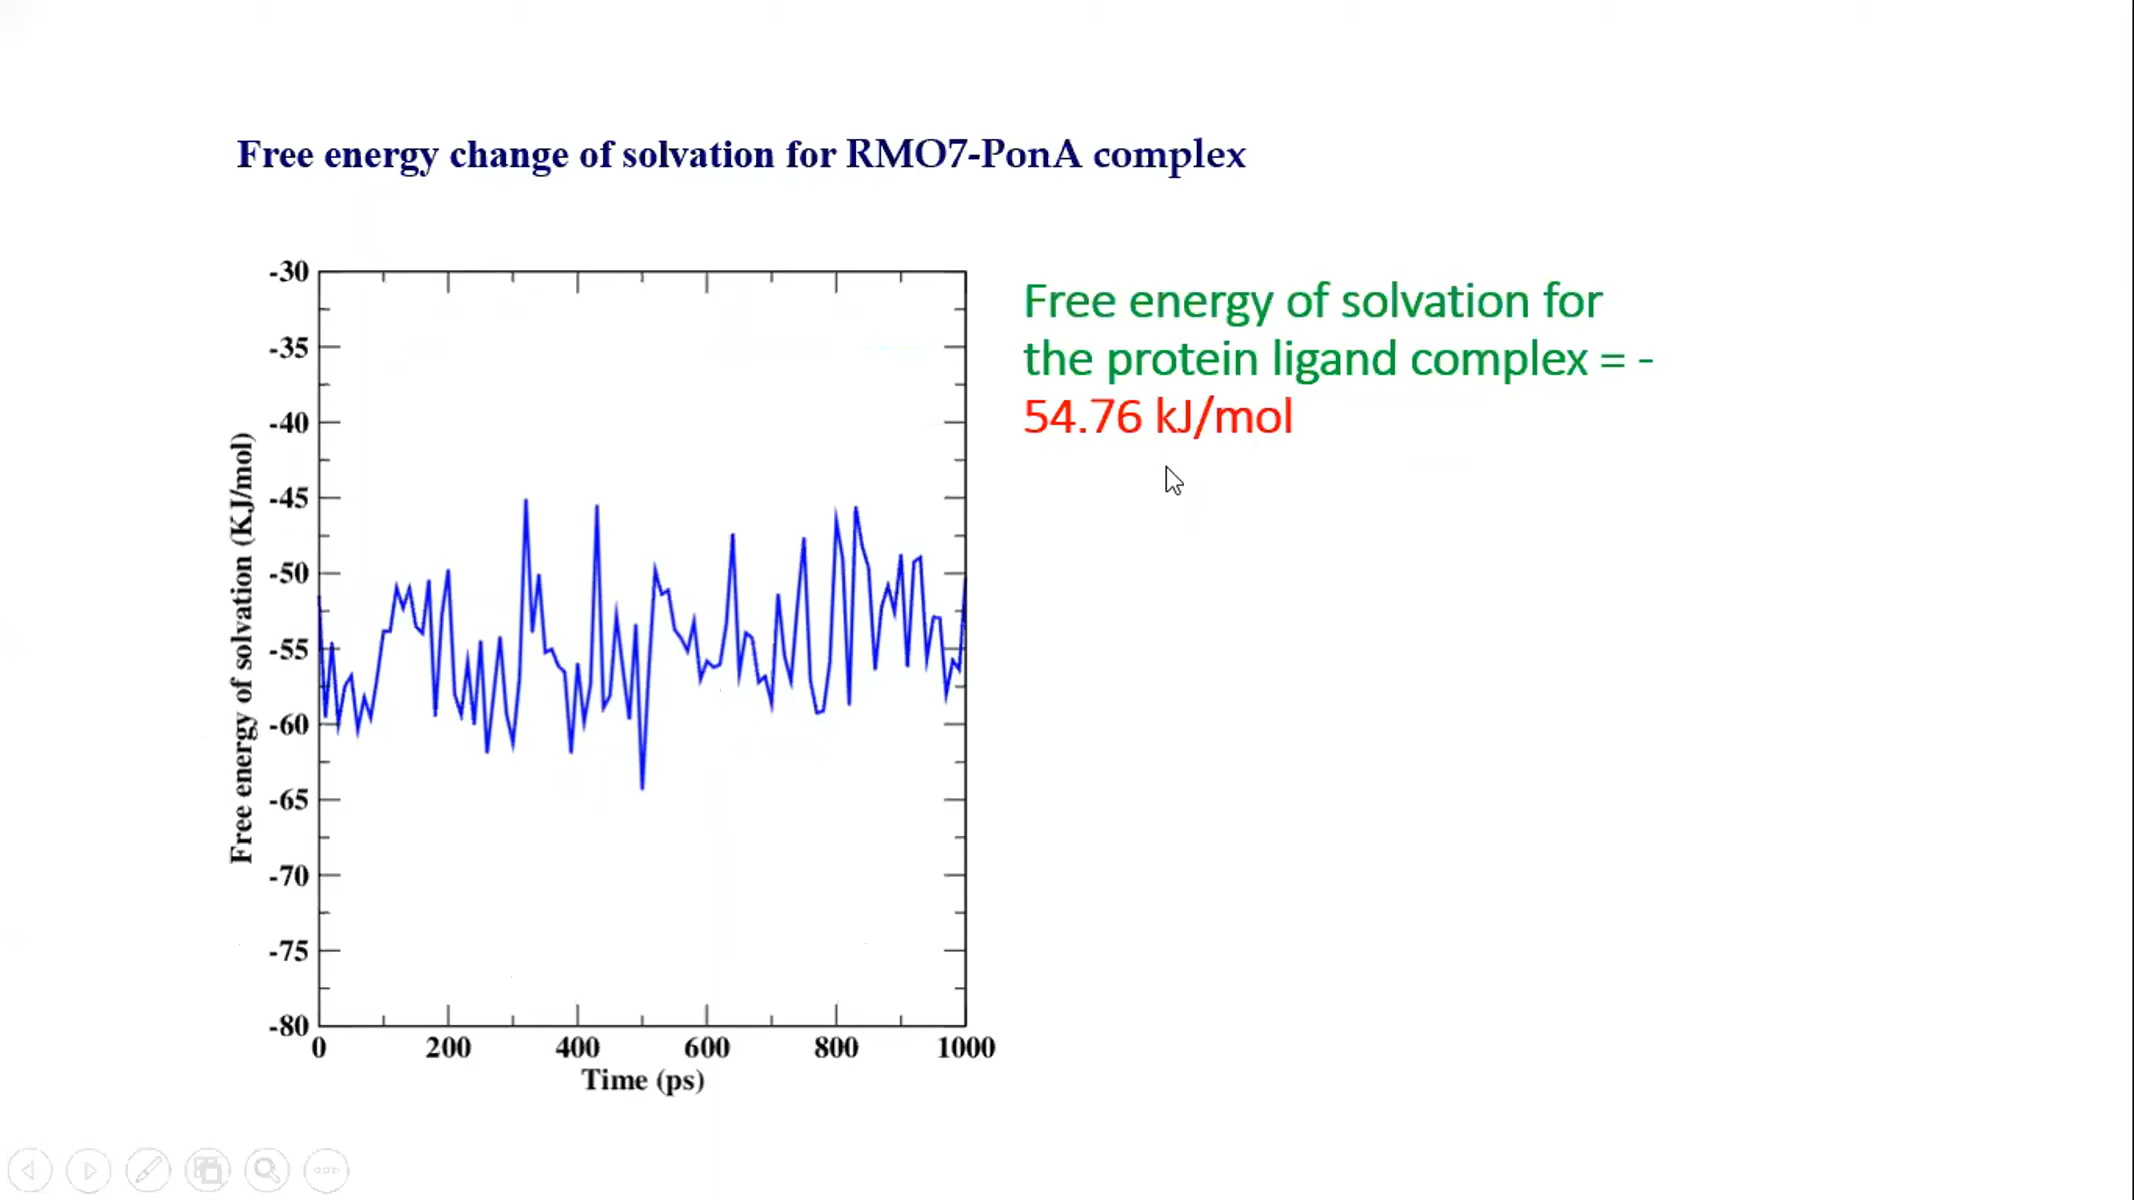 Free energy change of solvation for RMO7-PonA complex
Free energy of solvation for
the protein ligand complex = -
54.76 kJ/mol
Free energy of solvation (KJ/mol)
-30
-35
-40
-45
-50
-55
-60
-65
-70
-75
-80
0 200 400 600 800 1000
Time (ps)